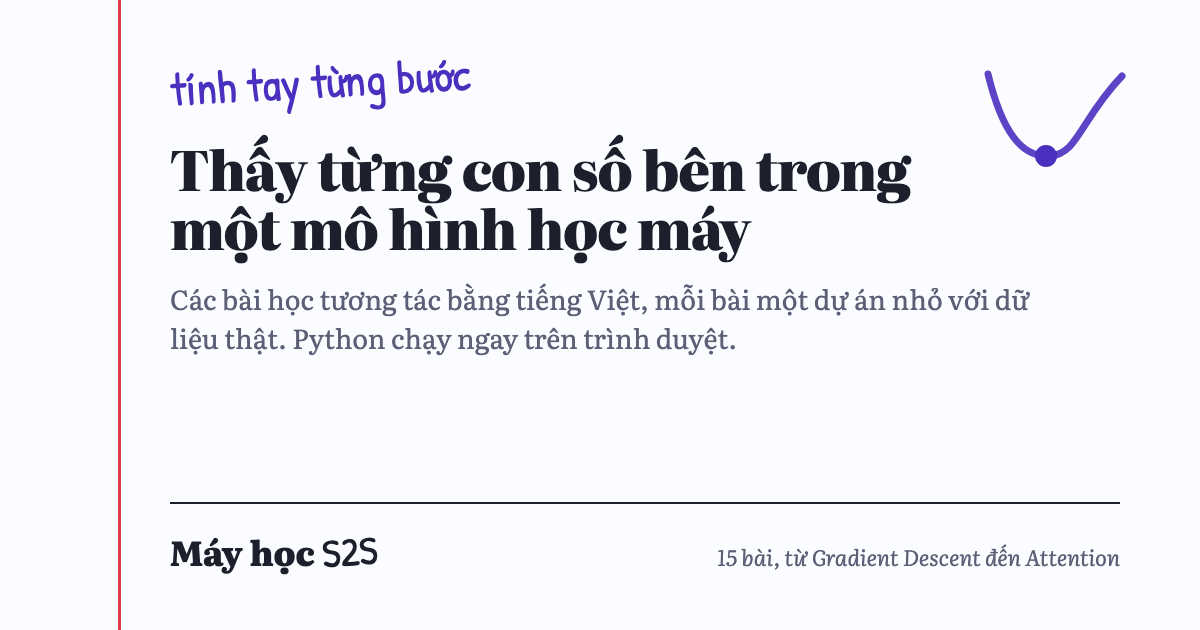 tính tay từng bước
Thấy từng con số bên trong
một mô hình học máy
Các bài học tương tác bằng tiếng Việt, mỗi bài một dự án nhỏ với dữ
liệu thật. Python chạy ngay trên trình duyệt.
Máy học S2S
15 bài, từ Gradient Descent đến Attention